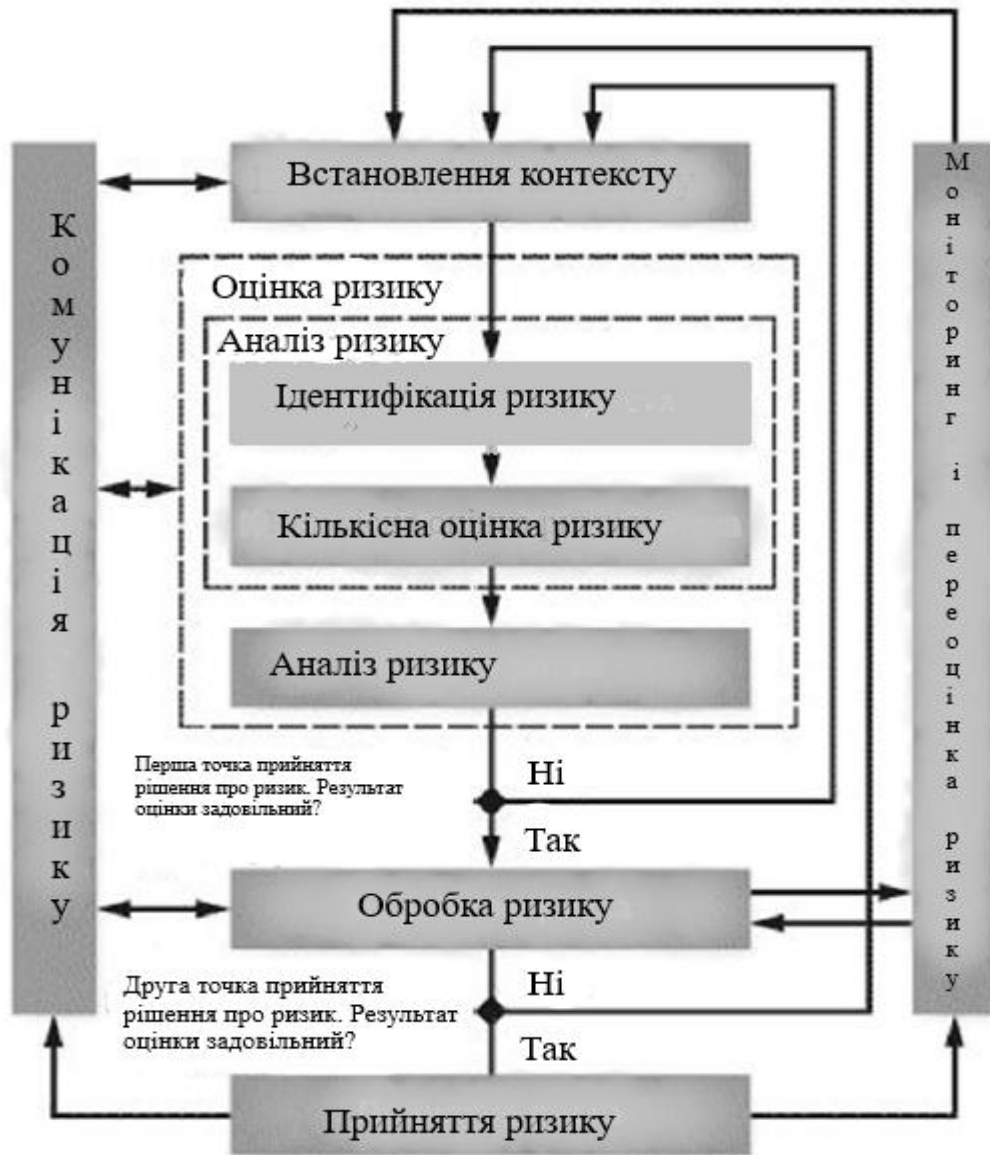 Встановлення контексту
Комунікація ризику
Моніторинг і переоцінка ризику
Оцінка ризику
Аналіз ризику
Ідентифікація ризику
Кількісна оцінка ризику
Аналіз ризику
Перша точка прийняття
рішення про ризик. Результат
оцінки задовільний?
Ні
Так
Обробка ризику
Друга точка прийняття
рішення про ризик. Результат
оцінки задовільний?
Ні
Так
Прийняття ризику